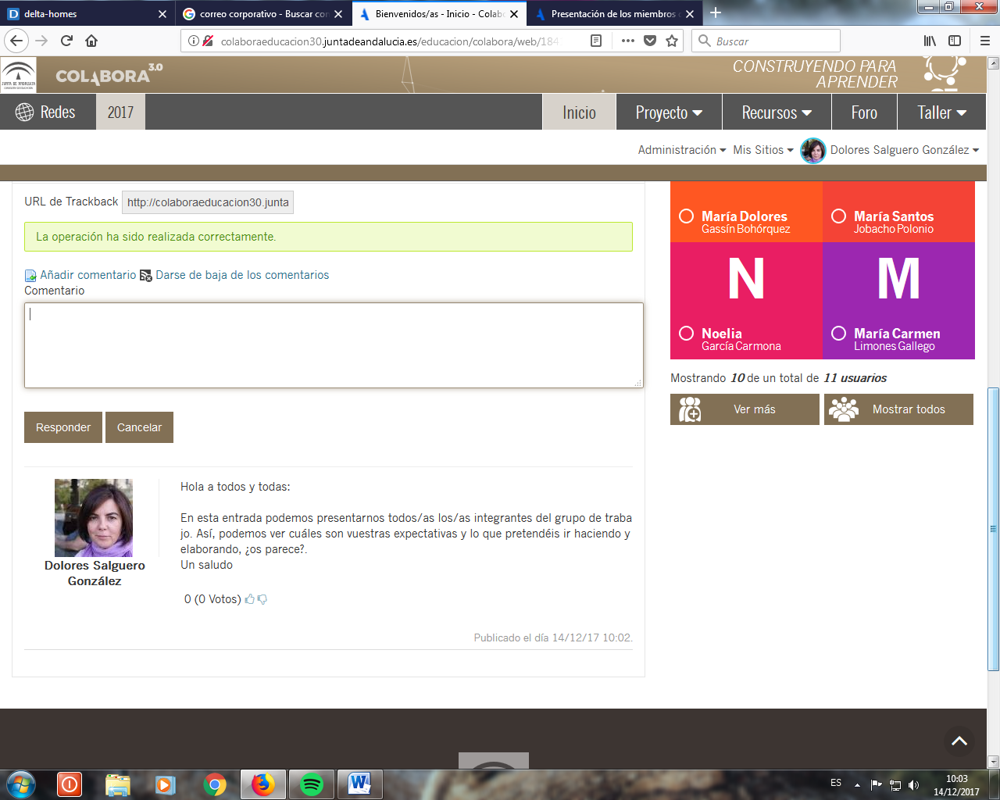 delta-homes
correo corporativo - Buscar con
Bienvenidos/as - Inicio - Colabo
Presentación de los miembros
colaboraeducacion30.juntadeandalucia.es/educacion/colabora/web/184
Buscar
COLABORA 3.0
CONSTRUYENDO PARA
APRENDER
Redes
2017
Inicio
Proyecto
Recursos
Foro
Taller
Administración
Mis Sitios
Dolores Salguero González
URL de Trackback
http://colaboraeducacion30.junta
La operación ha sido realizada correctamente.
Añadir comentario
Darse de baja de los comentarios
Comentario
Responder
Cancelar
Dolores Salguero
González
Hola a todos y todas:
En esta entrada podemos presentarnos todos/as los/as integrantes del grupo de traba
jo. Así, podemos ver cuáles son vuestras expectativas y lo que pretendéis ir haciendo y
elaborando, ¿os parece?.
Un saludo
0 (0 Votos)
Publicado el día 14/12/17 10:02.
María Dolores
Gassín Bohórquez
María Santos
Jobacho Polonio
N
Noelia
García Carmona
M
María Carmen
Limones Gallego
Mostrando 10 de un total de 11 usuarios
Ver más
Mostrar todos
ES
10:03
14/12/2017